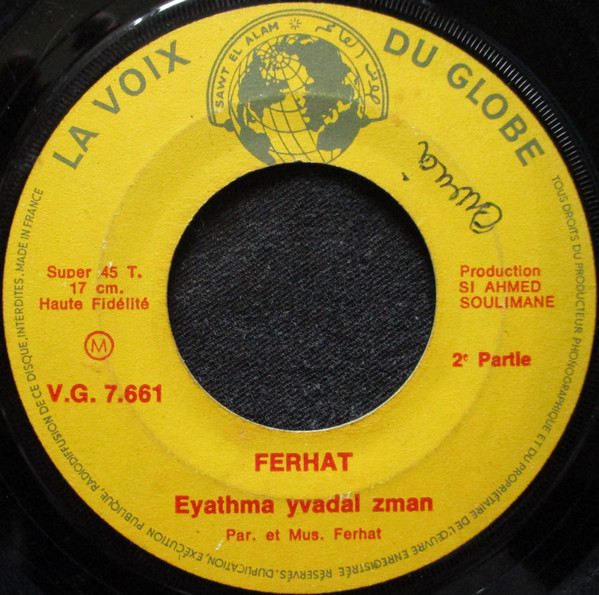 LA VOIX DU GLOBE
SAWT EL ALAM ★ صوت العالم
Super 45 T.
17 cm.
Haute Fidélité
M
V.G. 7.661
Production
SI AHMED
SOULIMANE
2e Partie
FERHAT
Eyathma yvadal zman
Par. et Mus. Ferhat
TOUS DROITS DU PRODUCTEUR PHONOGRAPHIQUE ET DU PROPRIÉTAIRE DE L'ŒUVRE ENREGISTRÉE RÉSERVÉS. DUPLICATION, EXÉCUTION PUBLIQUE, RADIODIFFUSION DE CE DISQUE, INTERDITES. MADE IN FRANCE